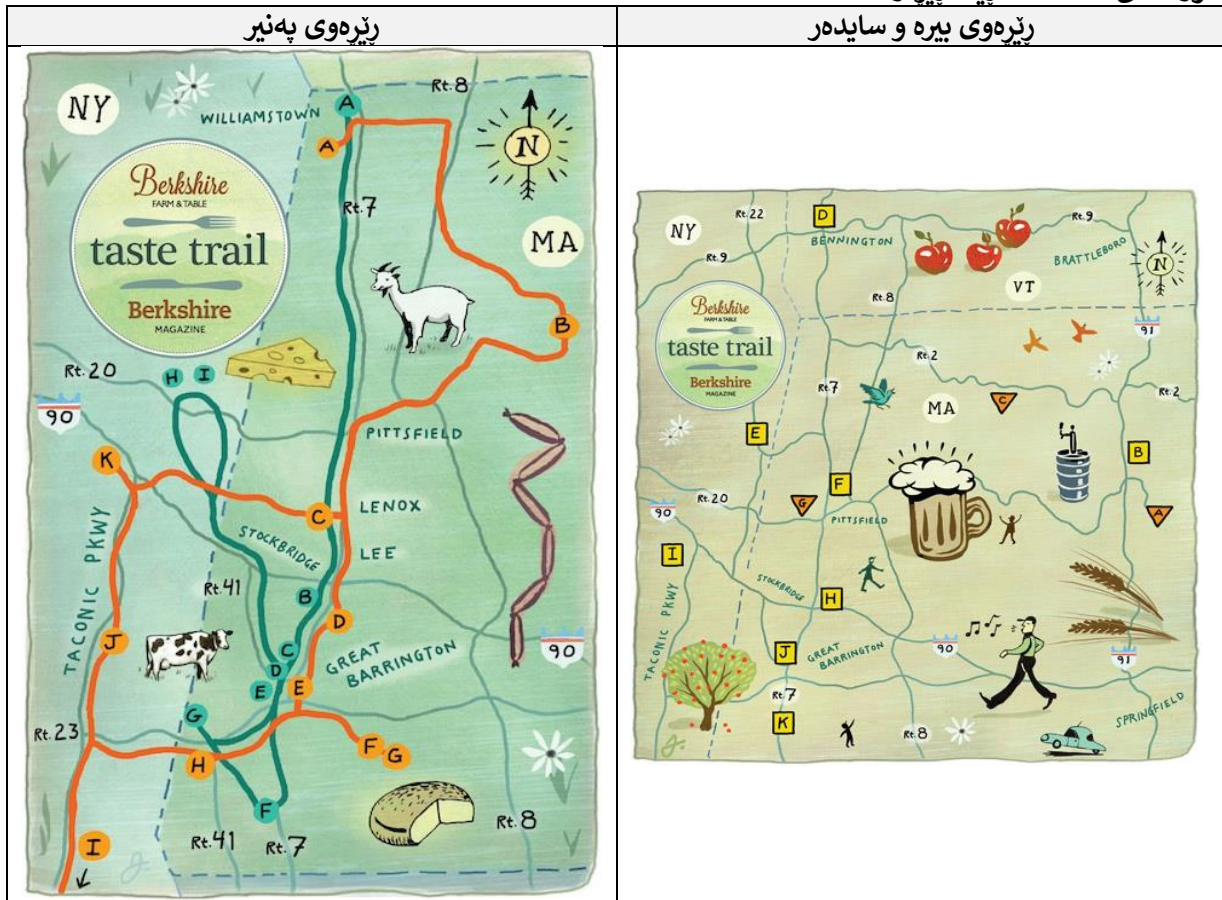 ڕێڕەوی بیرە و سایدەر
ڕێڕەوی پەنیر
Rt. 22
D
NY
BENNINGTON
Rt. 9
BRATTLEBORO
Rt. 9
N
VT
Rt. 8
91
Berkshire
FARM & TABLE
taste trail
Berkshire
MAGAZINE
Rt. 2
Rt. 7
Rt. 2
MA
C
E
B
F
Rt. 20
G
90
PITTSFIELD
A
I
STOCKBRIDGE
H
TACONIC PKWY
J
GREAT
BARRINGTON
90
91
Rt. 7
K
Rt. 8
SPRINGFIELD
J.
Rt. 8
NY
WILLIAMSTOWN
A
A
N
Berkshire
FARM & TABLE
taste trail
Berkshire
MAGAZINE
Rt. 7
MA
B
Rt. 20
H I
90
PITTSFIELD
K
LENOX
C
STOCKBRIDGE
LEE
TACONIC PKWY
Rt. 41
B
D
J
C
D
GREAT
BARRINGTON
90
E
E
G
Rt. 23
H
F G
F
Rt. 8
Rt. 41
Rt. 7
I
J.